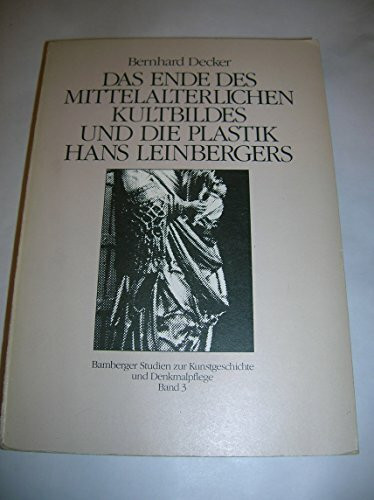 Bernhard Decker
DAS ENDE DES
MITTELALTERLICHEN
KULTBILDES
UND DIE PLASTIK
HANS LEINBERGERS
Bamberger Studien zur Kunstgeschichte
und Denkmalpflege
Band 3